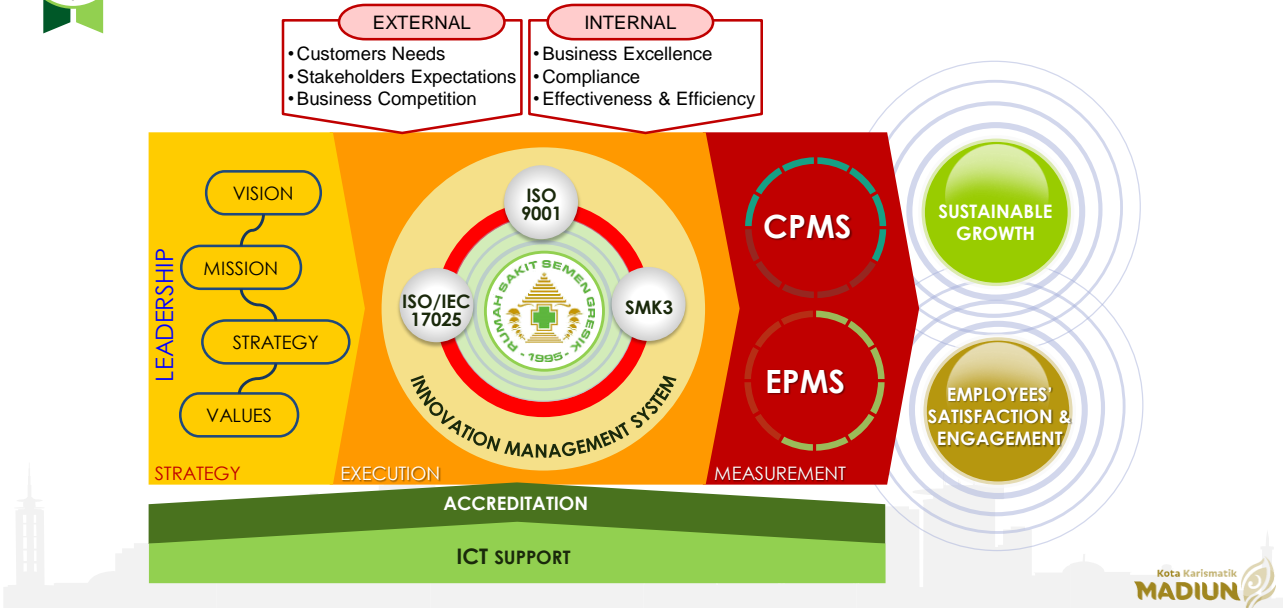 EXTERNAL
• Customers Needs
• Stakeholders Expectations
• Business Competition
INTERNAL
• Business Excellence
• Compliance
• Effectiveness & Efficiency
LEADERSHIP
VISION
MISSION
STRATEGY
VALUES
STRATEGY
ISO
9001
ISO/IEC
17025
SMK3
RUMAH SAKIT SEMEN GRESIK
- 1995 -
INNOVATION MANAGEMENT SYSTEM
EXECUTION
CPMS
EPMS
MEASUREMENT
SUSTAINABLE
GROWTH
EMPLOYEES'
SATISFACTION &
ENGAGEMENT
ACCREDITATION
ICT SUPPORT
Kota Karismatik
MADIUN